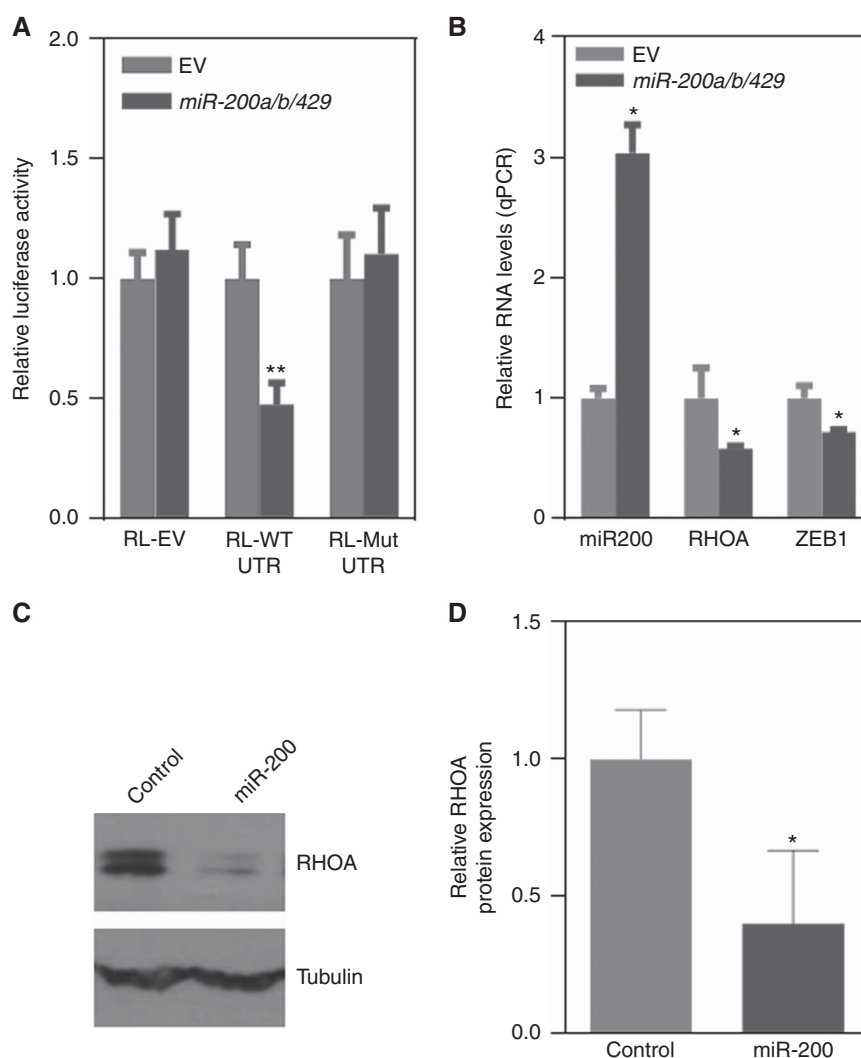 A
Relative luciferase activity
2.0
1.5
1.0
0.5
0.0
EV
miR-200a/b/429
**
RL-EV
RL-WT
UTR
RL-Mut
UTR
B
Relative RNA levels (qPCR)
4
3
2
1
0
EV
miR-200a/b/429
*
*
*
miR200
RHOA
ZEB1
C
Control
miR-200
RHOA
Tubulin
D
Relative RHOA
protein expression
1.5
1.0
0.5
0.0
*
Control
miR-200